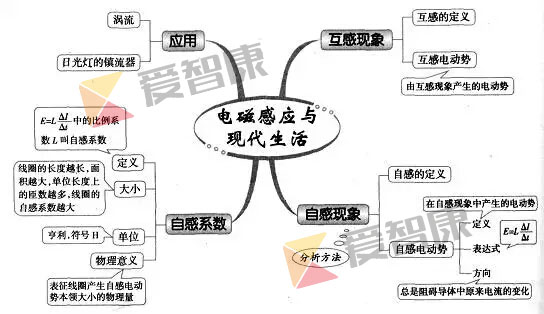 电磁感应与
现代生活
应用
涡流
日光灯的镇流器
互感现象
互感的定义
互感电动势
由互感现象产生的电动势
自感系数
E=L ΔI/Δt 中的比例系
数 L 叫自感系数
定义
线圈的长度越长，面
积越大，单位长度上
的匝数越多，线圈的
自感系数越大
大小
亨利，符号 H
单位
物理意义
表征线圈产生自感电动
势本领大小的物理量
自感现象
分析方法
自感的定义
自感电动势
在自感现象中产生的电动势
定义
表达式
E=L ΔI/Δt
方向
总是阻碍导体中原来电流的变化
爱智康
爱智康